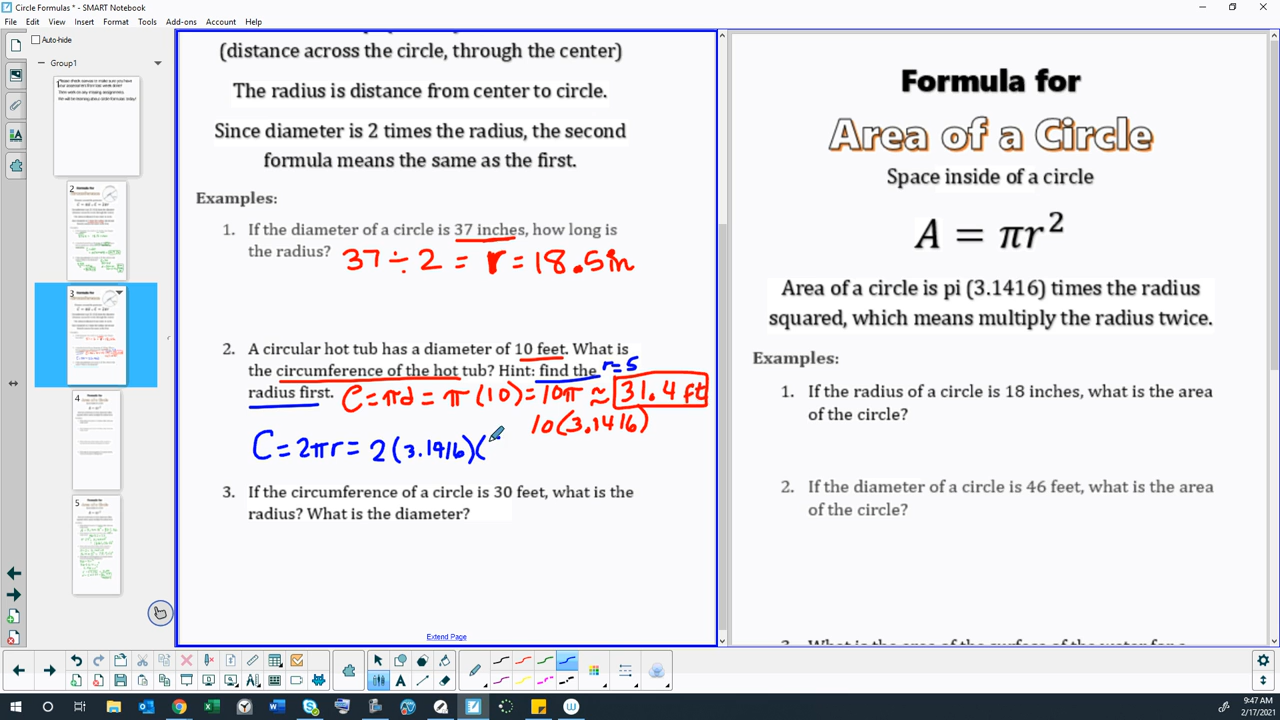 Circle Formulas * - SMART Notebook
File Edit View Insert Format Tools Add-ons Account Help
Auto-hide
Group1
2
3
4
5
(distance across the circle, through the center)
The radius is distance from center to circle.
Since diameter is 2 times the radius, the second
formula means the same as the first.
Examples:
1. If the diameter of a circle is 37 inches, how long is
the radius? 37 ÷ 2 = r = 18.5in
2. A circular hot tub has a diameter of 10 feet. What is
the circumference of the hot tub? Hint: find the r=5
radius first. C = πd = π (10) = 10π ≈ 31.4 ft
10(3.1416)
C = 2πr = 2(3.1416)(
3. If the circumference of a circle is 30 feet, what is the
radius? What is the diameter?
Extend Page
Formula for
Area of a Circle
Space inside of a circle
A = πr²
Area of a circle is pi (3.1416) times the radius
squared, which means multiply the radius twice.
Examples:
1. If the radius of a circle is 18 inches, what is the area
of the circle?
2. If the diameter of a circle is 46 feet, what is the area
of the circle?
9:47 AM
2/17/2021